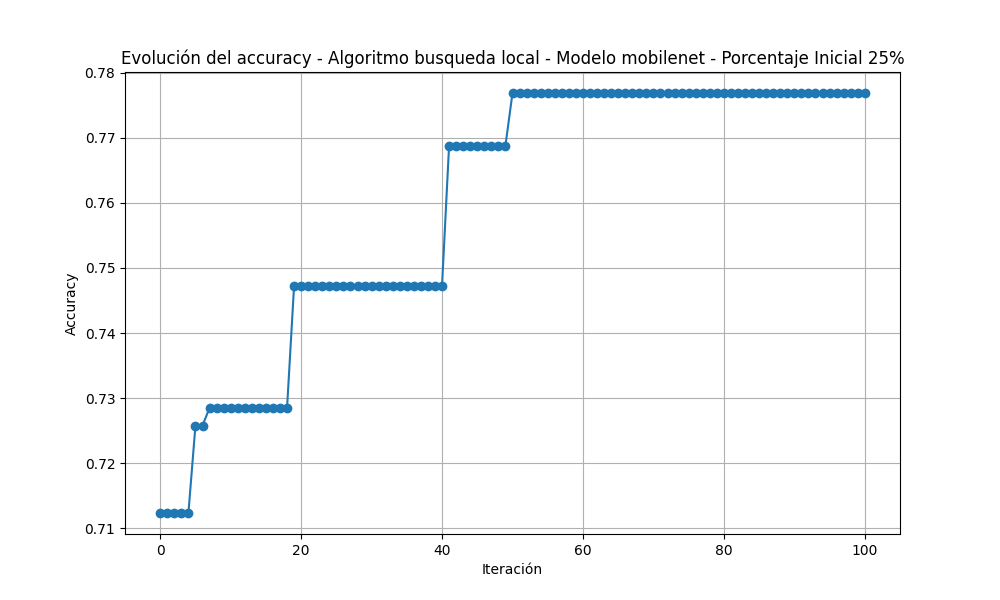 Evolución del accuracy - Algoritmo busqueda local - Modelo mobilenet - Porcentaje Inicial 25%
0.78
0.77
0.76
0.75
0.74
0.73
0.72
0.71
Accuracy
0 20 40 60 80 100
Iteración